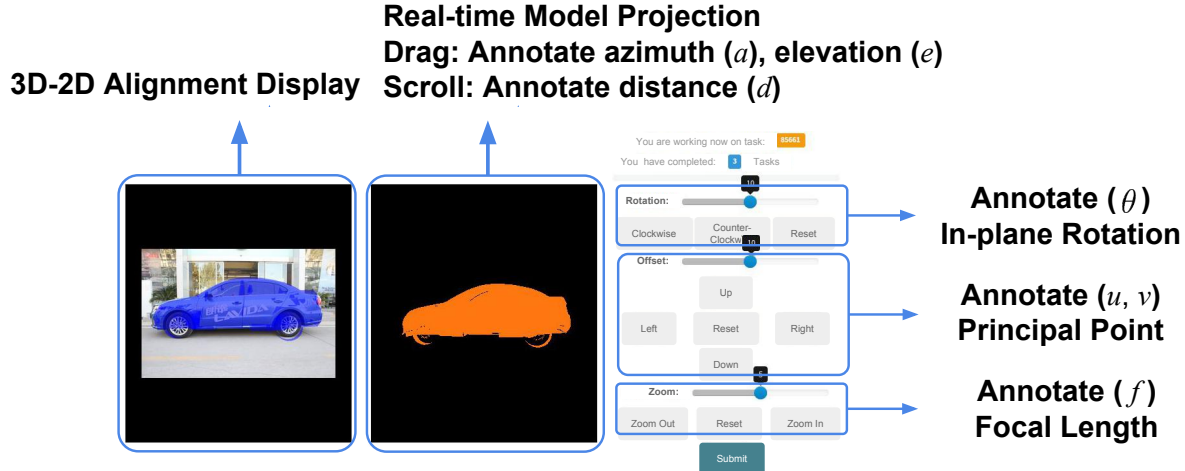 Real-time Model Projection
Drag: Annotate azimuth (a), elevation (e)
3D-2D Alignment Display
Scroll: Annotate distance (d)
You are working now on task: 85661
You have completed: 3 Tasks
10
Rotation:
Clockwise
Counter-
Reset
10
Offset:
Up
Left
Reset
Right
Down
5
Zoom:
Zoom Out
Reset
Zoom In
Submit
Annotate (θ)
In-plane Rotation
Annotate (u, v)
Principal Point
Annotate (f)
Focal Length
LAVIDA